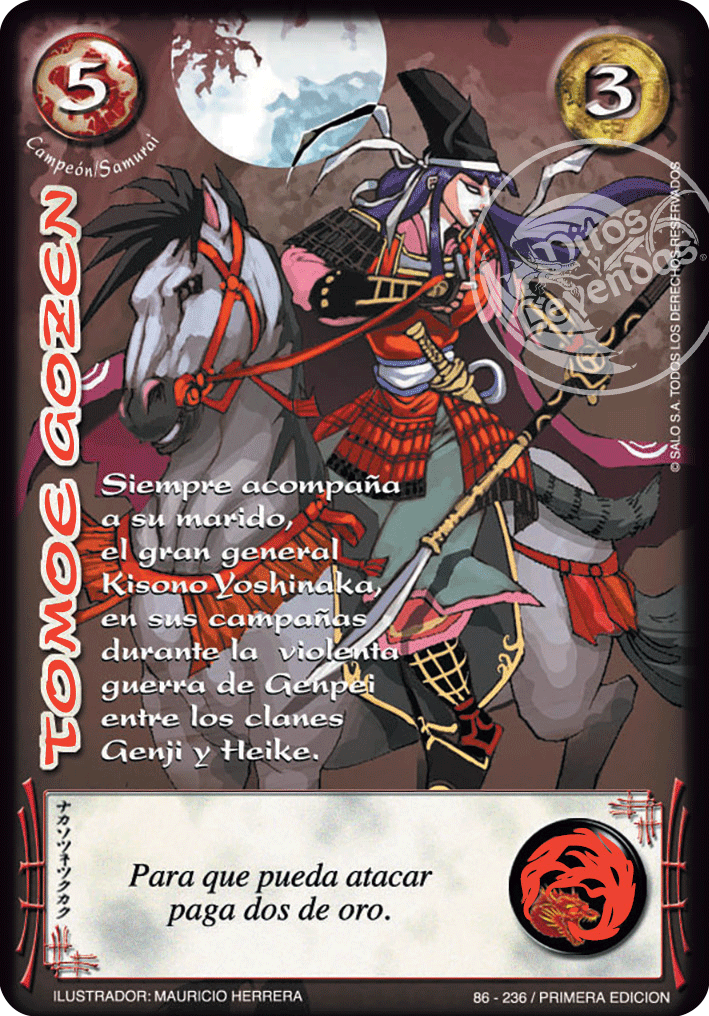 5
3
Campeón/Samurai
TOMOE GOZEN
Mitos
y
Leyendas
®
© SALO S.A. TODOS LOS DERECHOS RESERVADOS
Siempre acompaña
a su marido,
el gran general
Kisono Yoshinaka,
en sus campañas
durante la violenta
guerra de Genpei
entre los clanes
Genji y Heike.
ナカソツネツクカク
Para que pueda atacar
paga dos de oro.
ILUSTRADOR: MAURICIO HERRERA
86 - 236 / PRIMERA EDICION